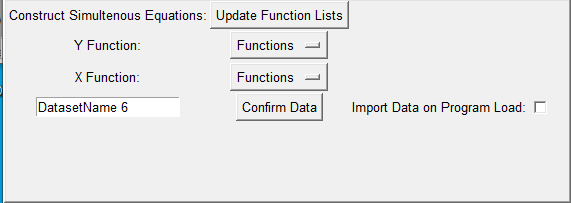 Construct Simultenous Equations: Update Function Lists
Y Function: Functions
X Function: Functions
DatasetName 6 Confirm Data Import Data on Program Load: